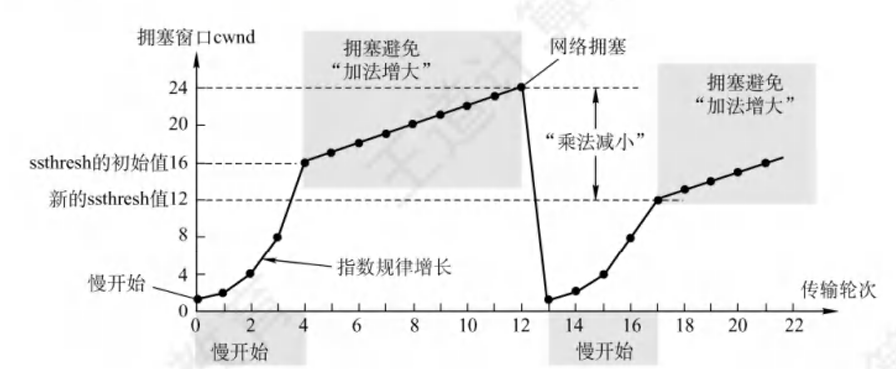 拥塞窗口cwnd
拥塞避免
“加法增大”
网络拥塞
拥塞避免
“加法增大”
24
20
“乘法减小”
ssthresh的初始值16
新的ssthresh值12
8
指数规律增长
4
慢开始
传输轮次
0
0 2 4 6 8 10 12 14 16 18 20 22
慢开始
慢开始